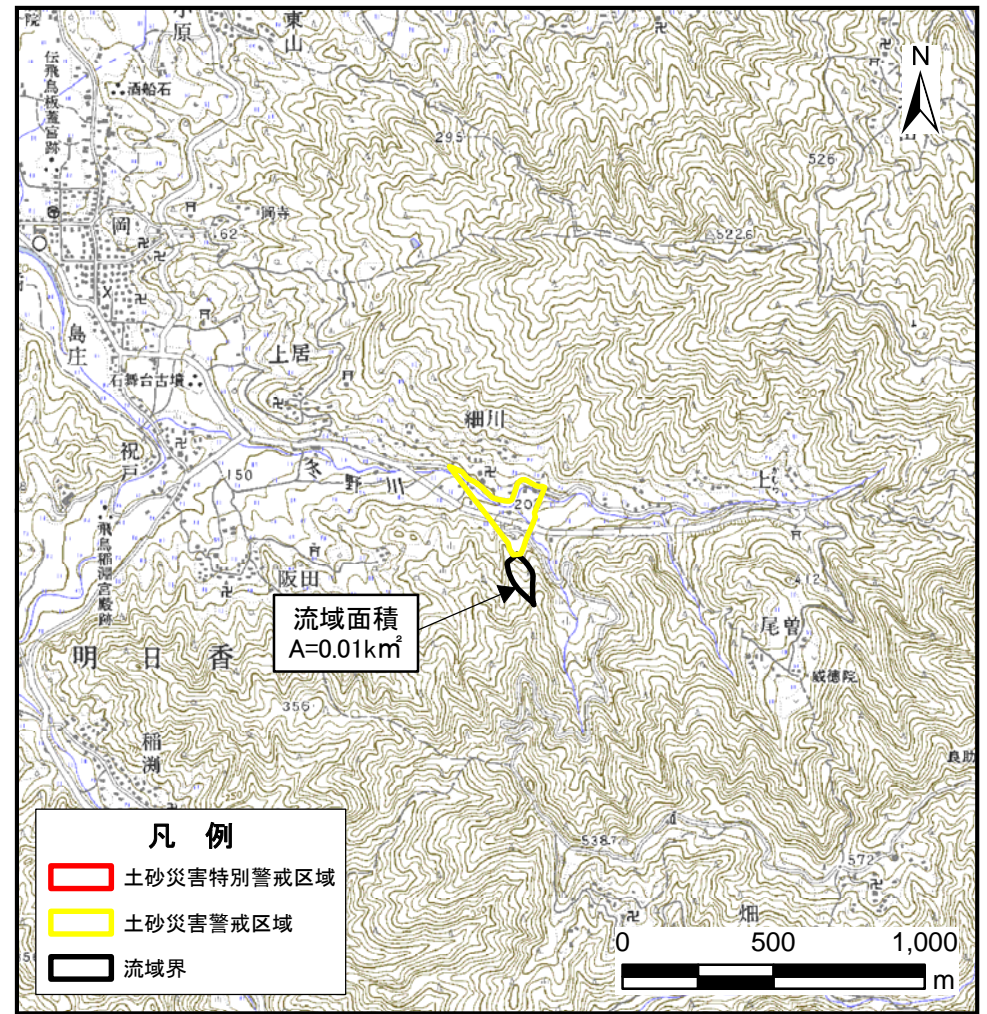 小原
東山
伝飛鳥板蓋宮跡
酒船石
N
295
526
岡
岡寺
162
522.6
島庄
上居
石舞台古墳
細川
祝戸
150
冬野川
上
20
飛鳥稲淵宮殿跡
阪田
412
流域面積
A=0.01k㎡
尾曽
威徳院
明日香
356
稲渕
良助
凡 例
土砂災害特別警戒区域
土砂災害警戒区域
流域界
538.7
572
畑
0 500 1,000
m